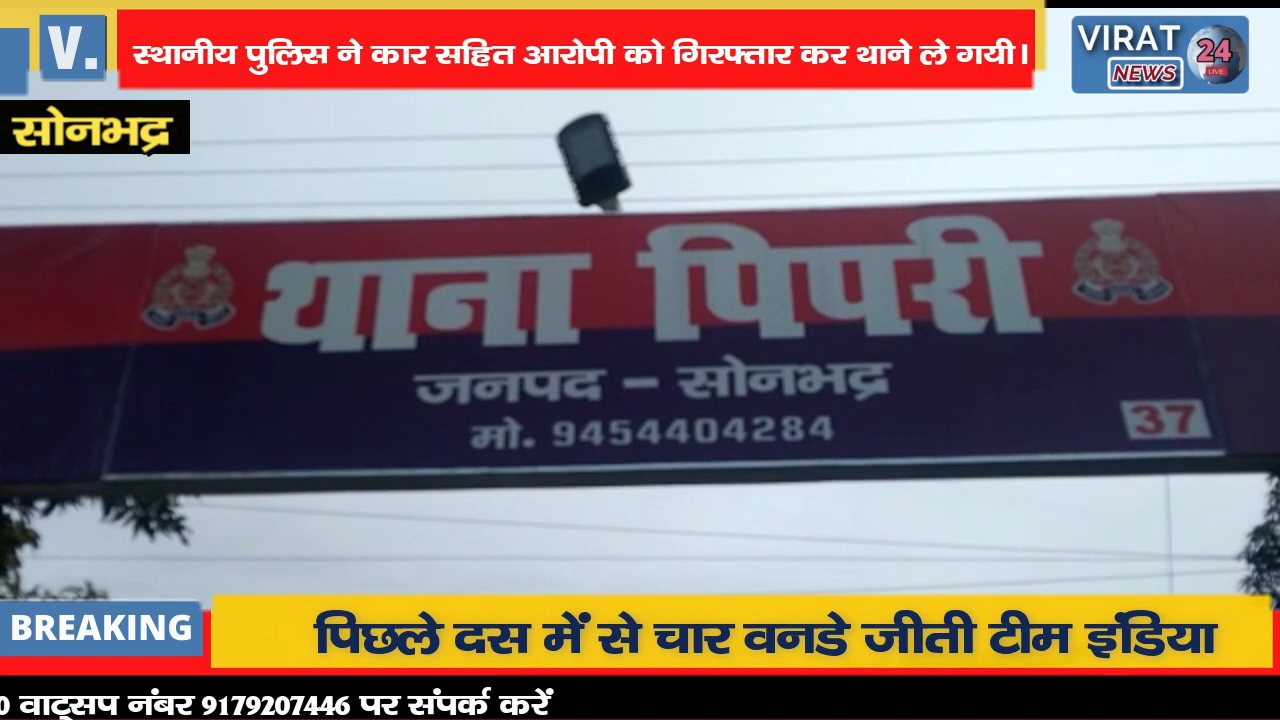 V.
स्थानीय पुलिस ने कार सहित आरोपी को गिरफ्तार कर थाने ले गयी।
VIRAT
24
LIVE
NEWS
सोनभद्र
थाना पिपरी
जनपद - सोनभद्र
मो. 9454404284
37
BREAKING
पिछले दस में से चार वनडे जीती टीम इंडिया
0 वाट्सप नंबर 9179207446 पर संपर्क करें